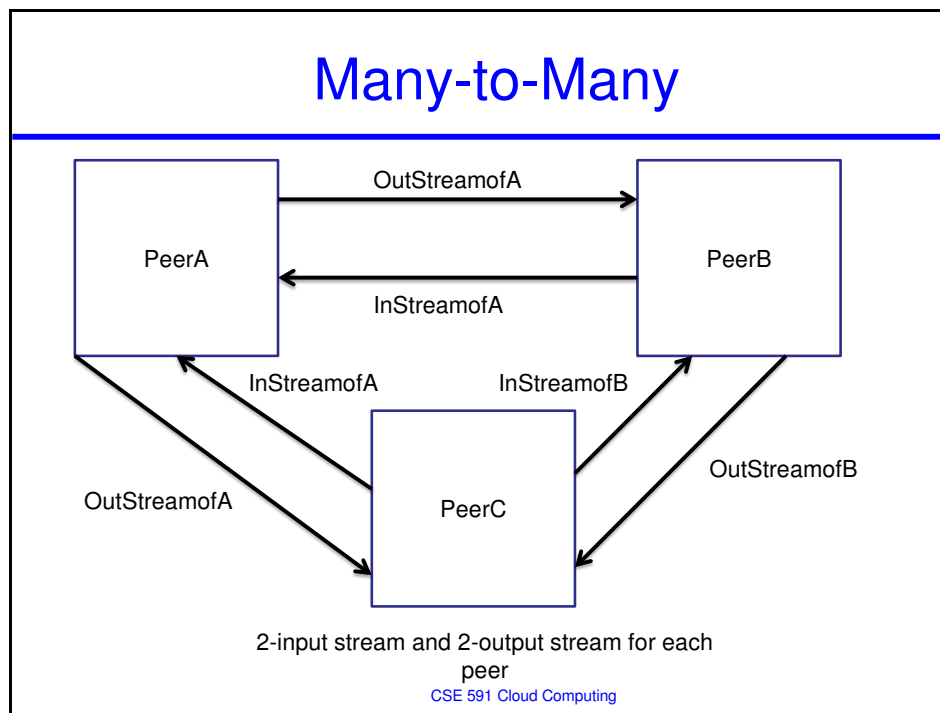 Many-to-Many
OutStreamofA
PeerA
PeerB
InStreamofA
InStreamofA
InStreamofB
OutStreamofA
OutStreamofB
PeerC
2-input stream and 2-output stream for each
peer
CSE 591 Cloud Computing